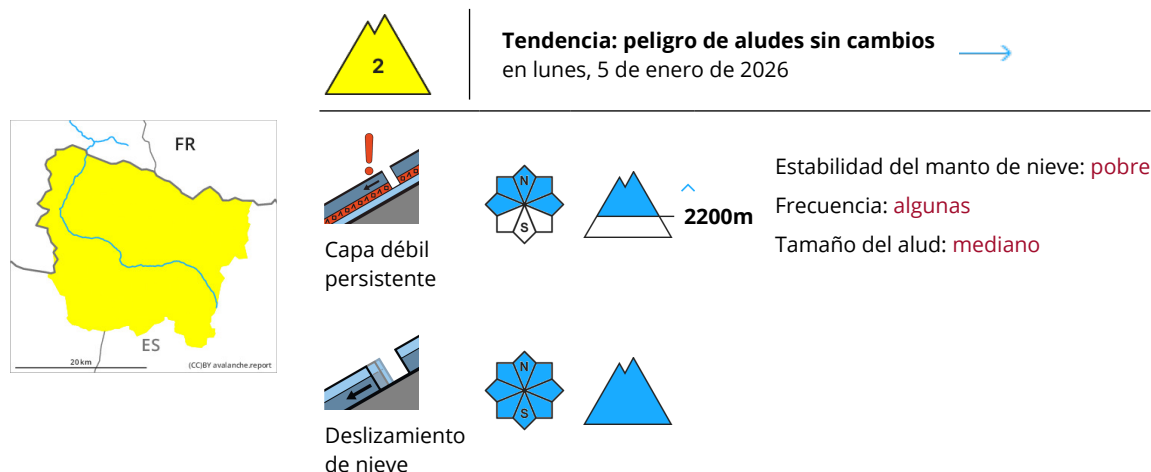 2
Tendencia: peligro de aludes sin cambios
en lunes, 5 de enero de 2026
FR
ES
20 km
(CC)BY avalanche.report
N
S
2200m
Capa débil
persistente
Estabilidad del manto de nieve: pobre
Frecuencia: algunas
Tamaño del alud: mediano
N
S
Deslizamiento
de nieve